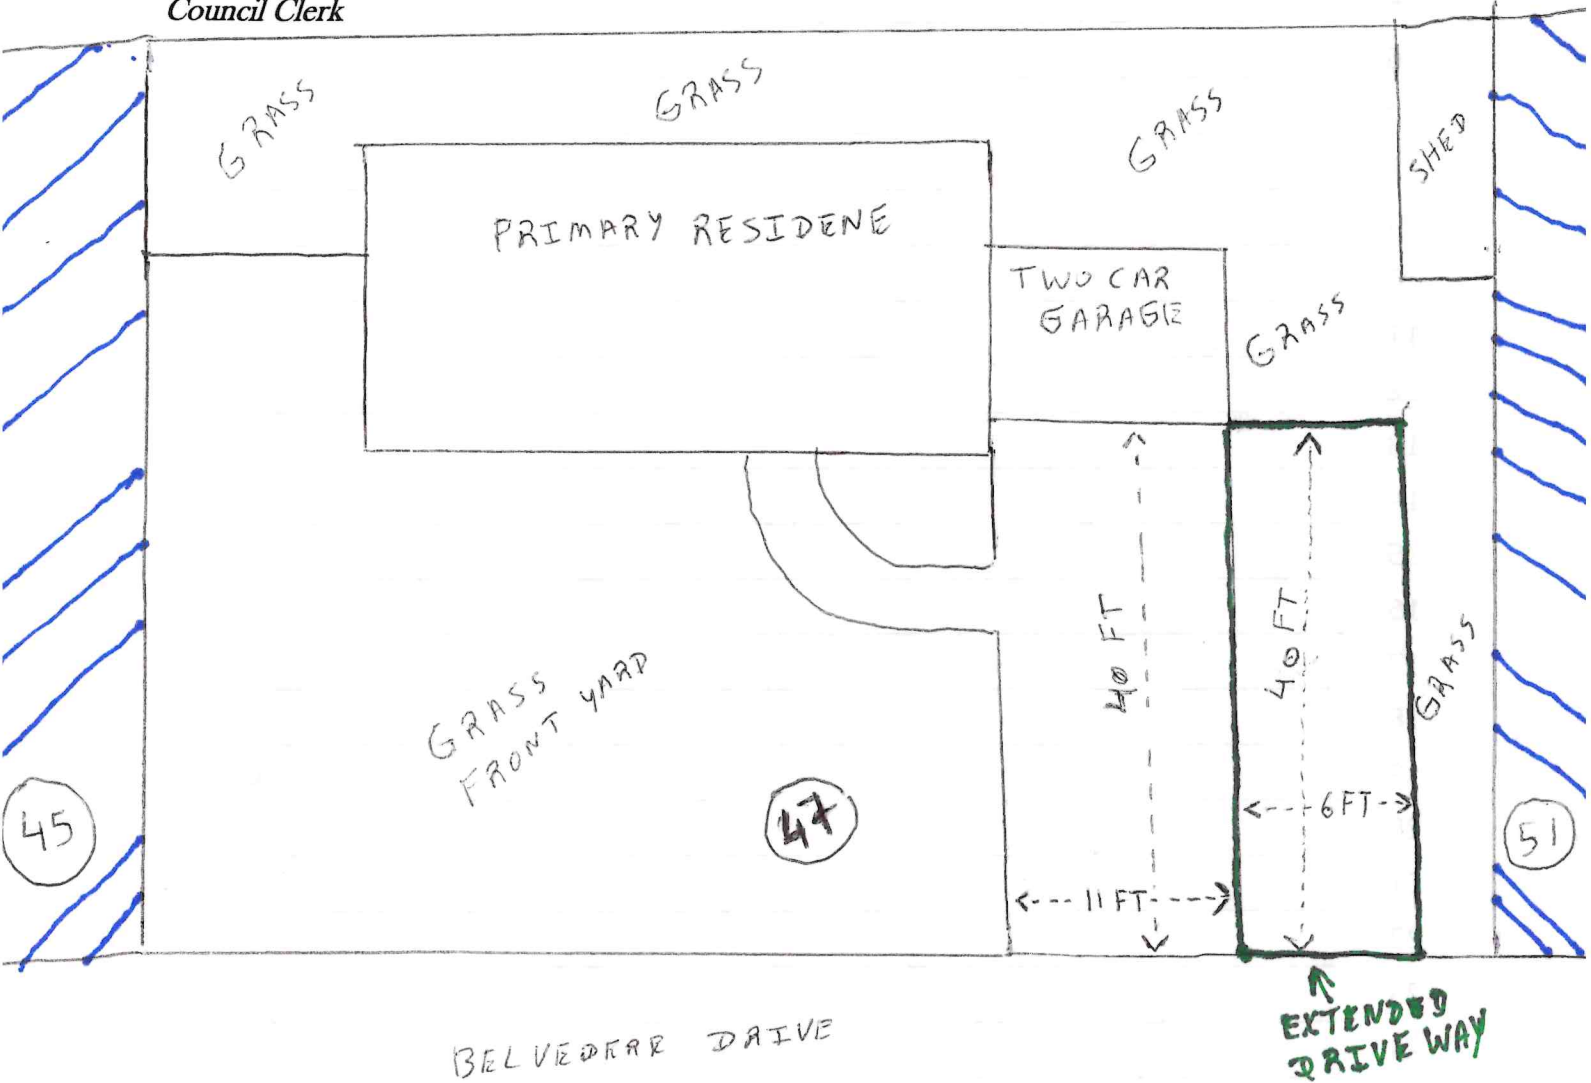 Council Clerk
GRASS
GRASS
GRASS
SHED
PRIMARY RESIDENE
TWO CAR
GARAGE
GRASS
40 FT
40 FT
GRASS
GRASS
FRONT YARD
45
47
6 FT
51
11 FT
EXTENDED
DRIVE WAY
BELVEDERE DRIVE